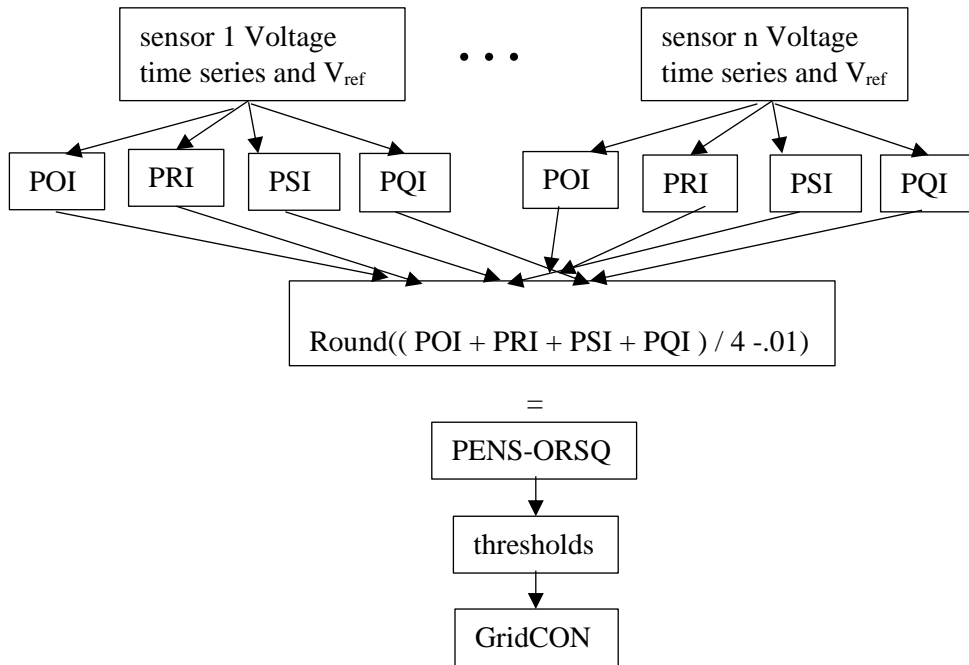 sensor 1 Voltage
time series and Vref
• • •
sensor n Voltage
time series and Vref
POI
PRI
PSI
PQI
POI
PRI
PSI
PQI
Round(( POI + PRI + PSI + PQI ) / 4 -.01)
=
PENS-ORSQ
thresholds
GridCON